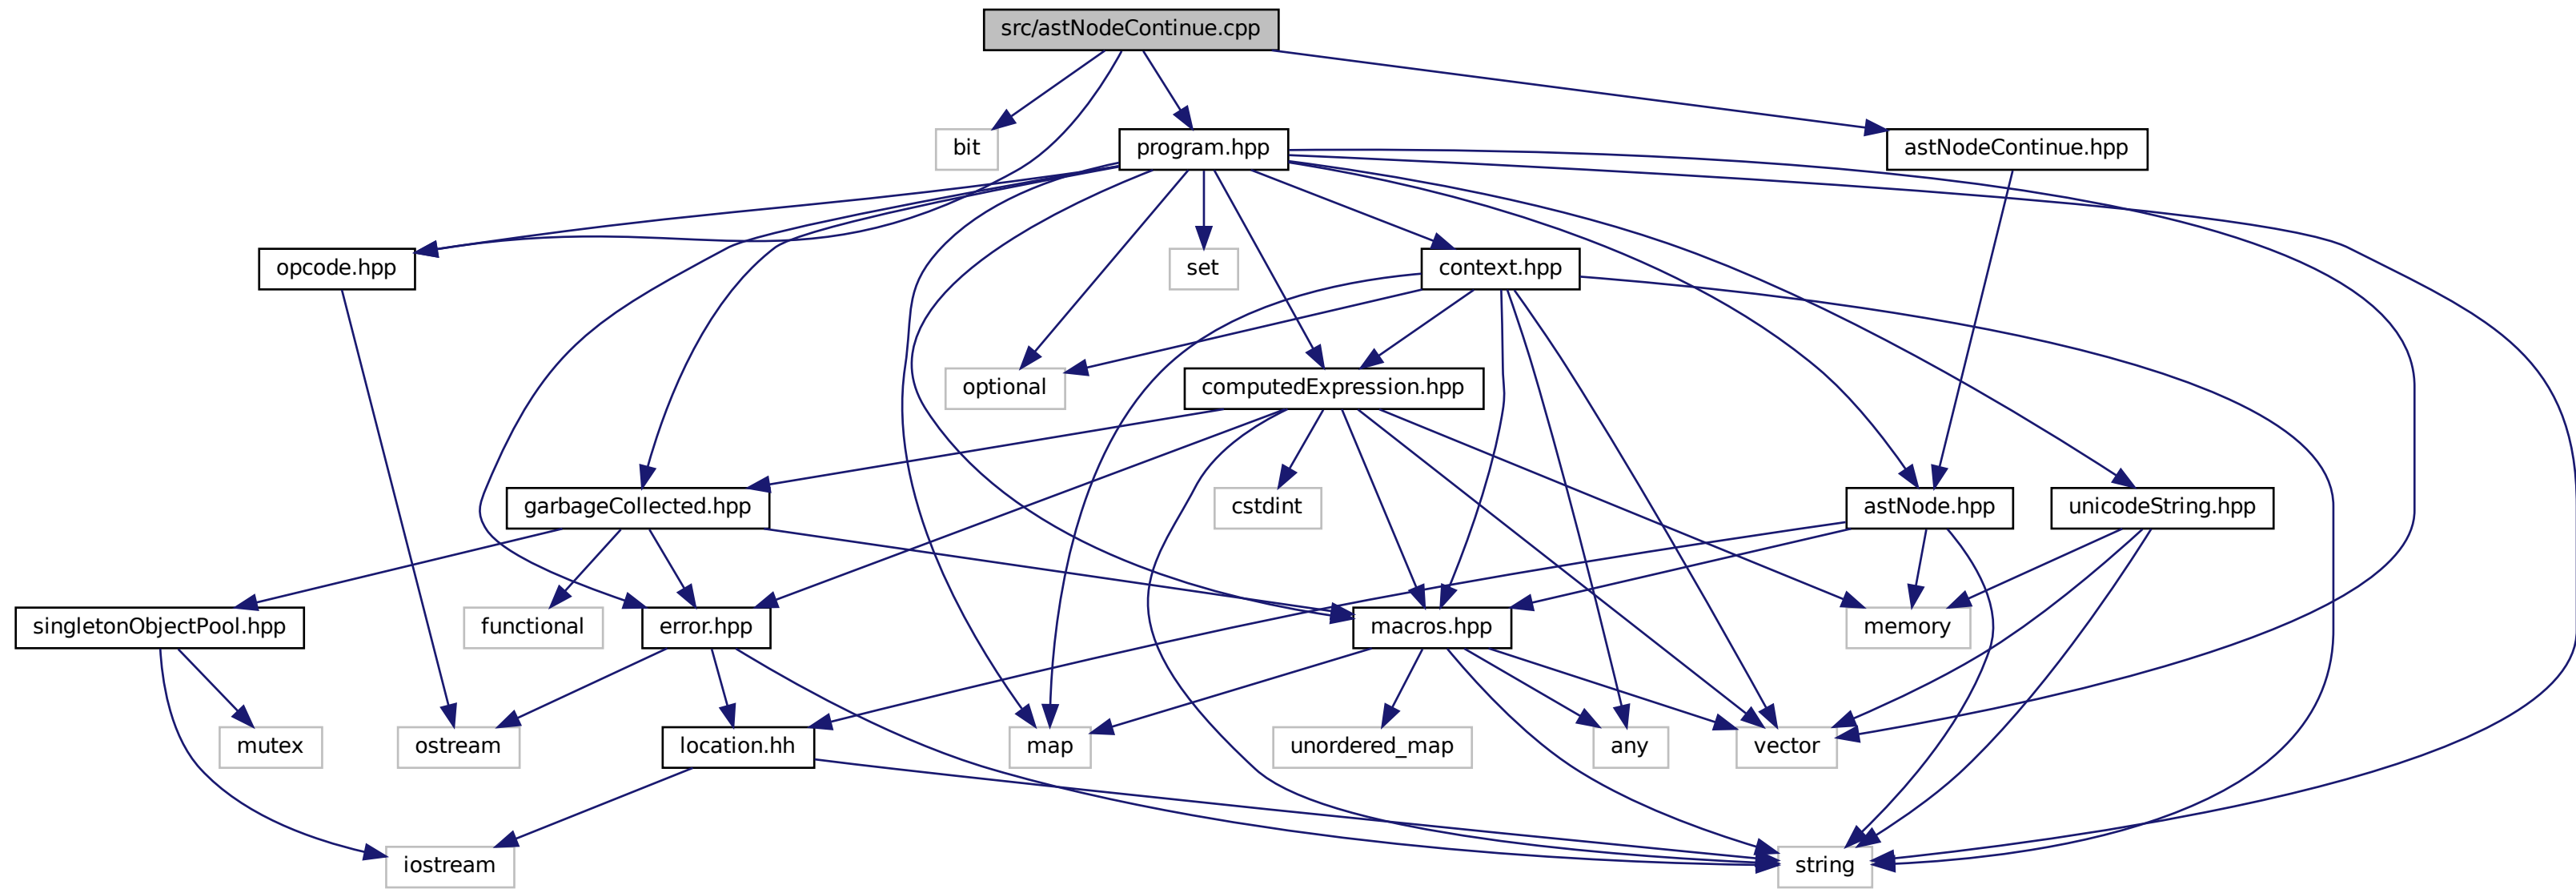 src/astNodeContinue.cpp
bit
program.hpp
astNodeContinue.hpp
opcode.hpp
set
context.hpp
optional
computedExpression.hpp
garbageCollected.hpp
cstdint
astNode.hpp
unicodeString.hpp
singletonObjectPool.hpp
functional
error.hpp
macros.hpp
memory
mutex
ostream
location.hh
map
unordered_map
any
vector
iostream
string